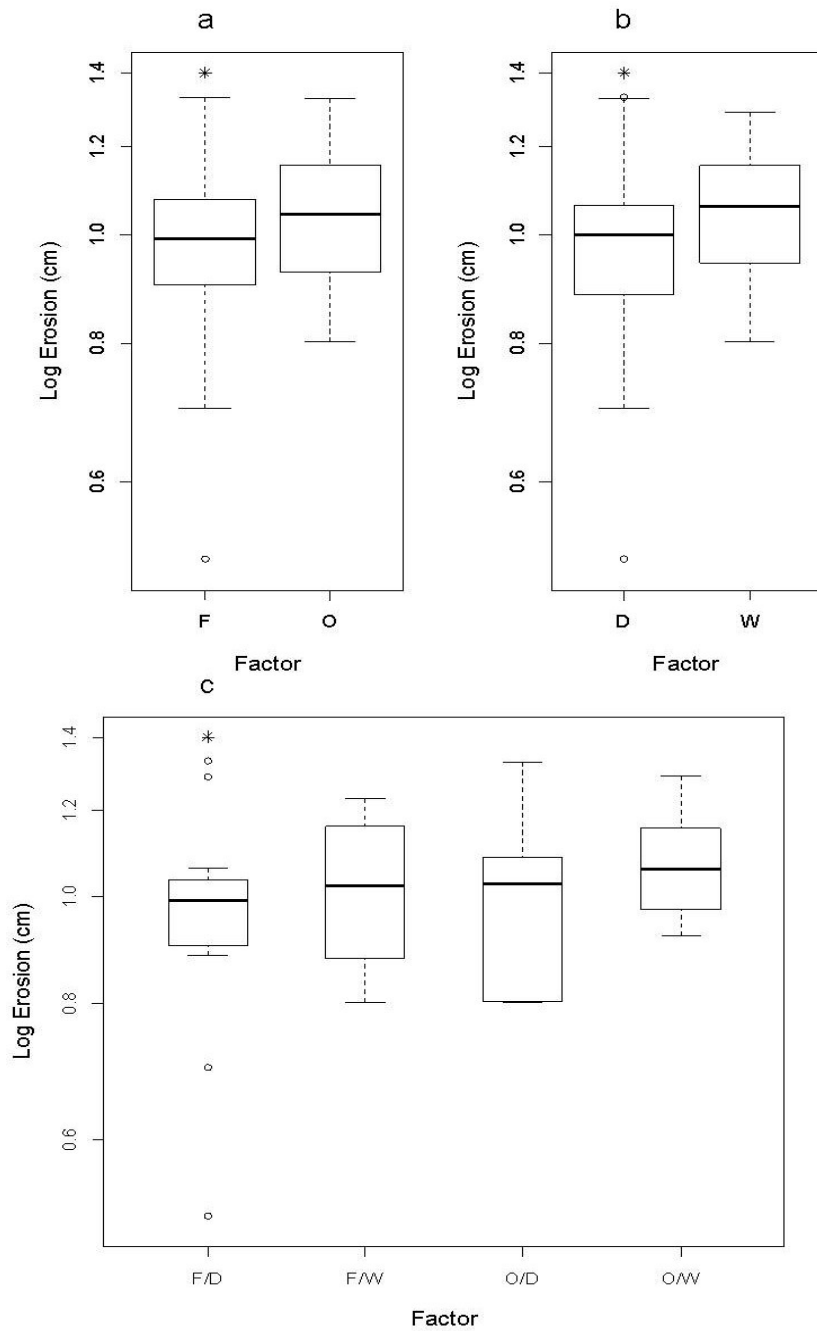 a
1.4
1.2
1.0
0.8
0.6
Log Erosion (cm)
F O
Factor
b
1.4
1.2
1.0
0.8
0.6
Log Erosion (cm)
D W
Factor
c
1.4
1.2
1.0
0.8
0.6
Log Erosion (cm)
F/D F/W O/D O/W
Factor